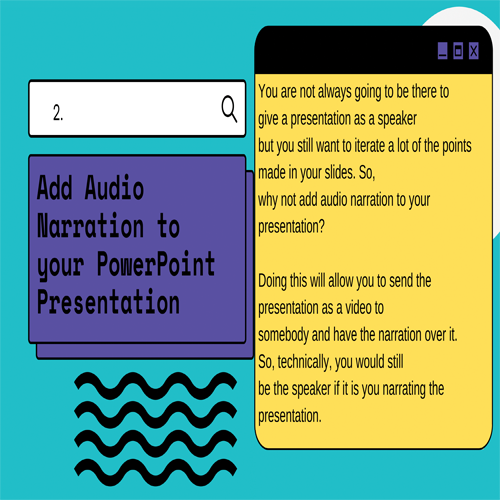 2.
Add Audio
Narration to
your PowerPoint
Presentation
You are not always going to be there to
give a presentation as a speaker
but you still want to iterate a lot of the points
made in your slides. So,
why not add audio narration to your
presentation?
Doing this will allow you to send the
presentation as a video to
somebody and have the narration over it.
So, technically, you would still
be the speaker if it is you narrating the
presentation.